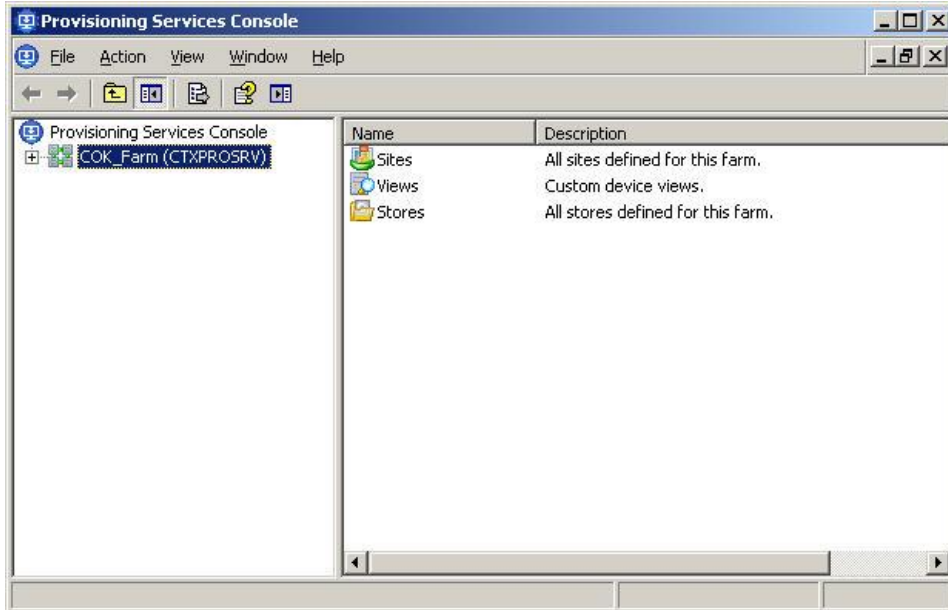 Provisioning Services Console
File Action View Window Help
Provisioning Services Console
COK_Farm (CTXPROSRV)
Name Description
Sites All sites defined for this farm.
Views Custom device views.
Stores All stores defined for this farm.